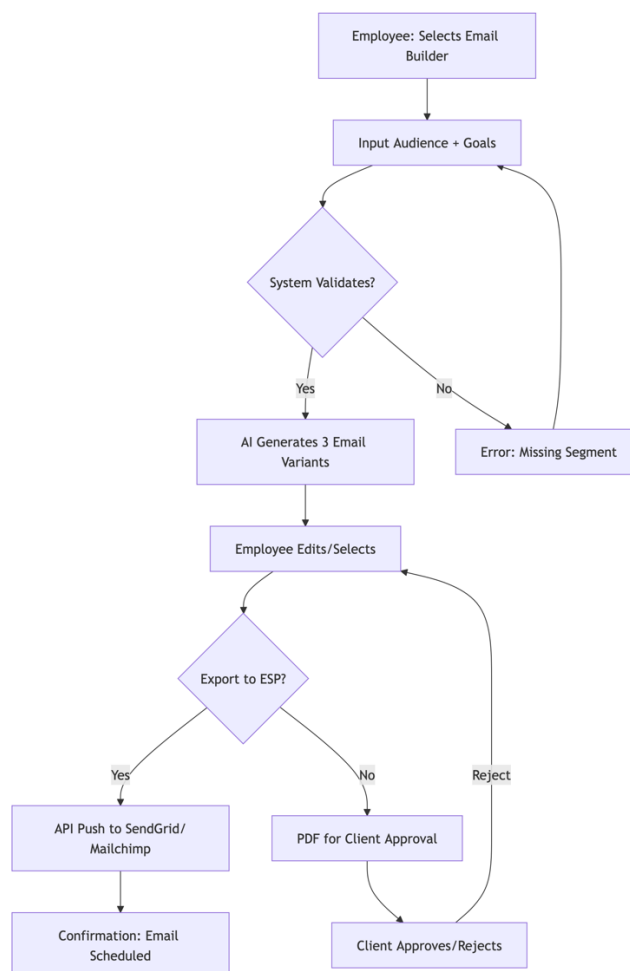 Employee: Selects Email
Builder
Input Audience + Goals
System Validates?
Yes
No
AI Generates 3 Email
Variants
Error: Missing Segment
Employee Edits/Selects
Export to ESP?
Yes
No
Reject
API Push to SendGrid/
Mailchimp
PDF for Client Approval
Confirmation: Email
Scheduled
Client Approves/Rejects